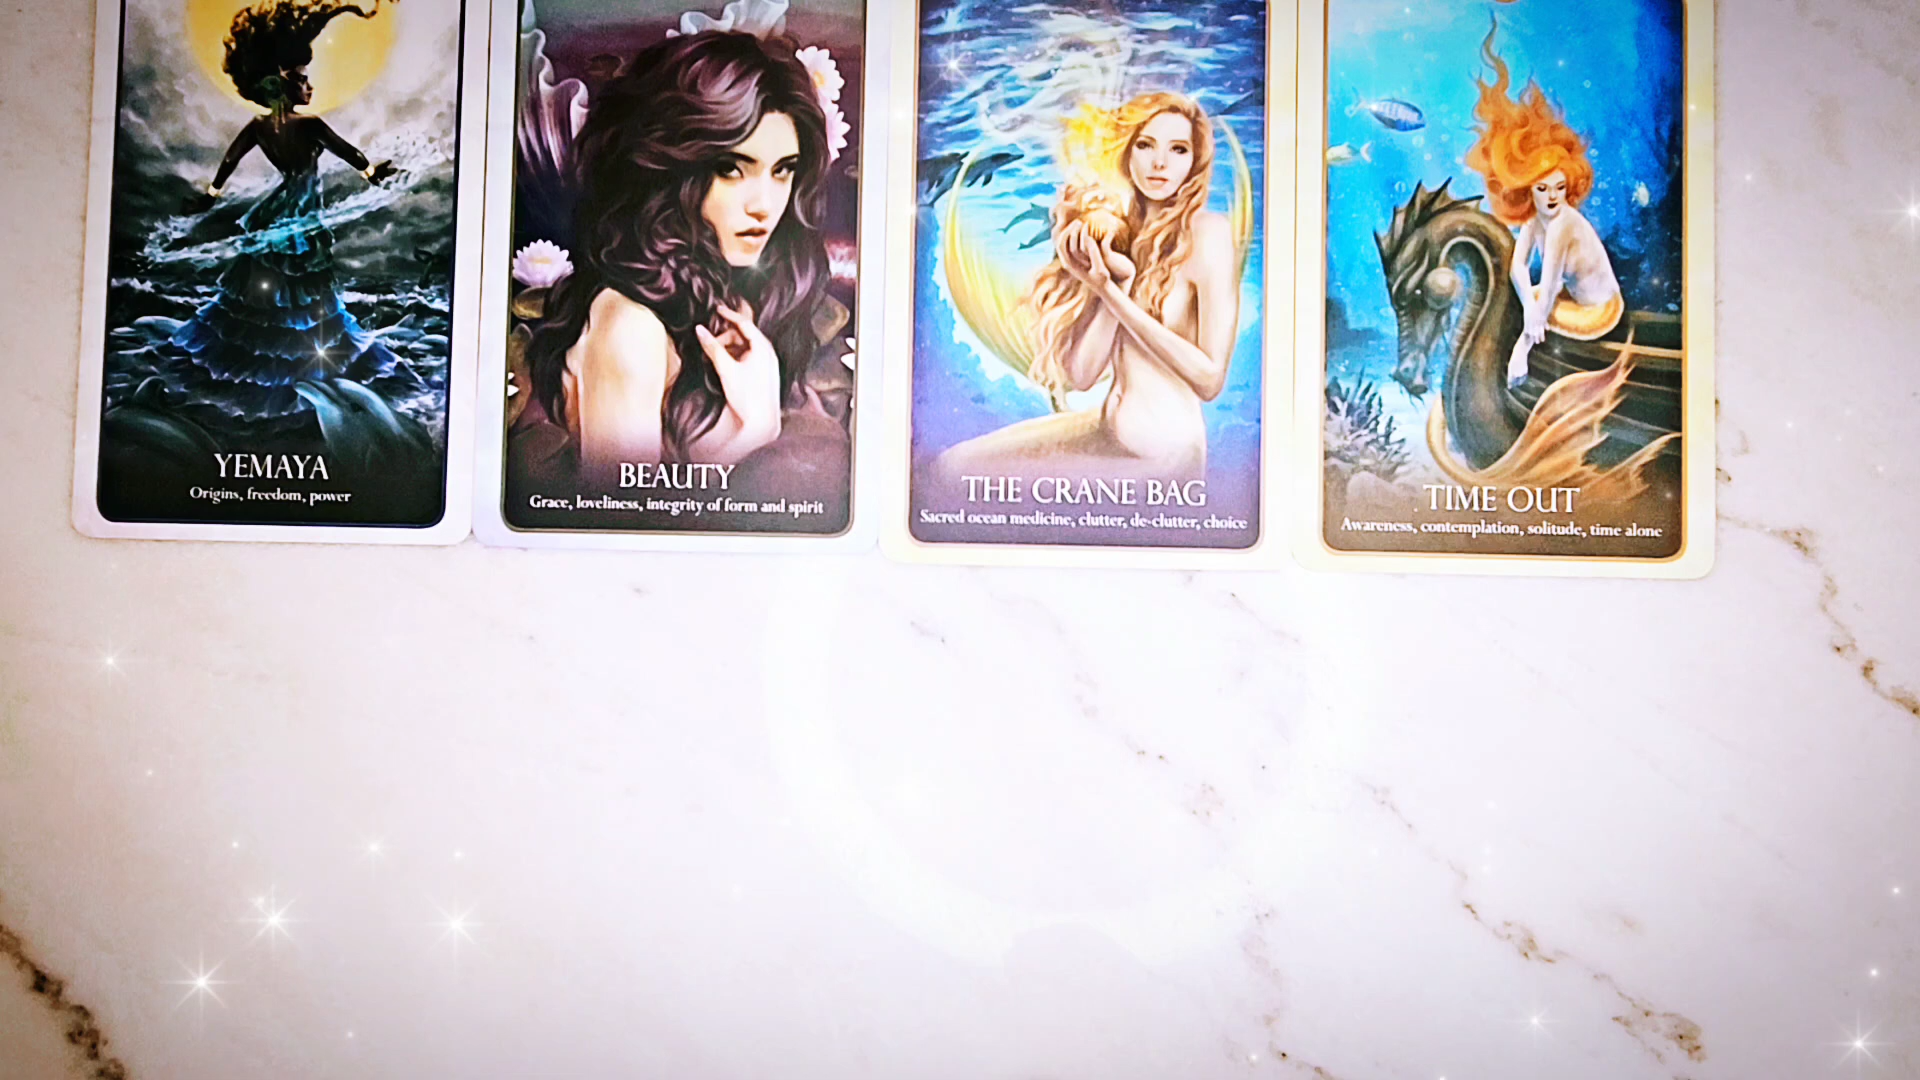 YEMAYA
Origins, freedom, power
BEAUTY
Grace, loveliness, integrity of form and spirit
THE CRANE BAG
Sacred ocean medicine, clutter, de-clutter, choice
TIME OUT
Awareness, contemplation, solitude, time alone